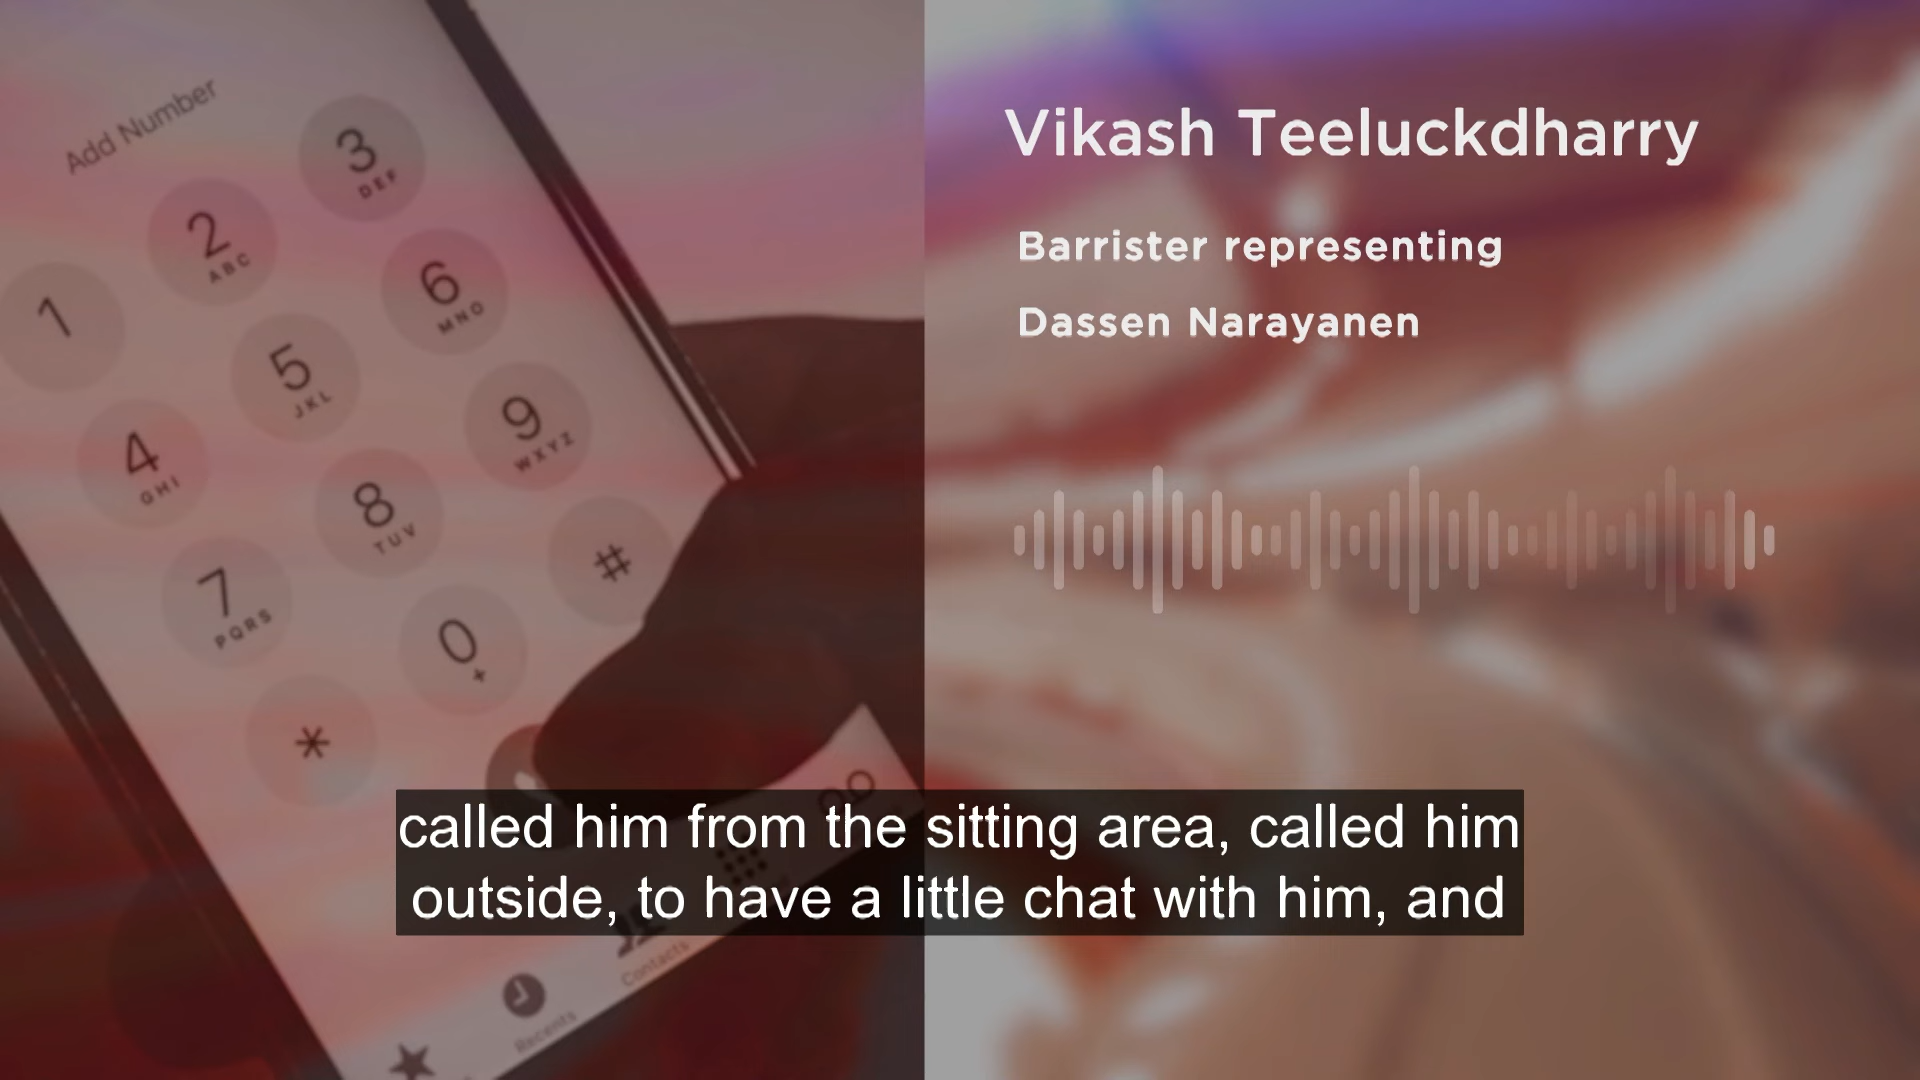 Add Number
1
2
ABC
3
DEF
4
GHI
5
JKL
6
MNO
7
PQRS
8
TUV
9
WXYZ
*
0
+
#
Contacts
Recents
Vikash Teeluckdharry
Barrister representing
Dassen Narayanen
called him from the sitting area, called him
outside, to have a little chat with him, and